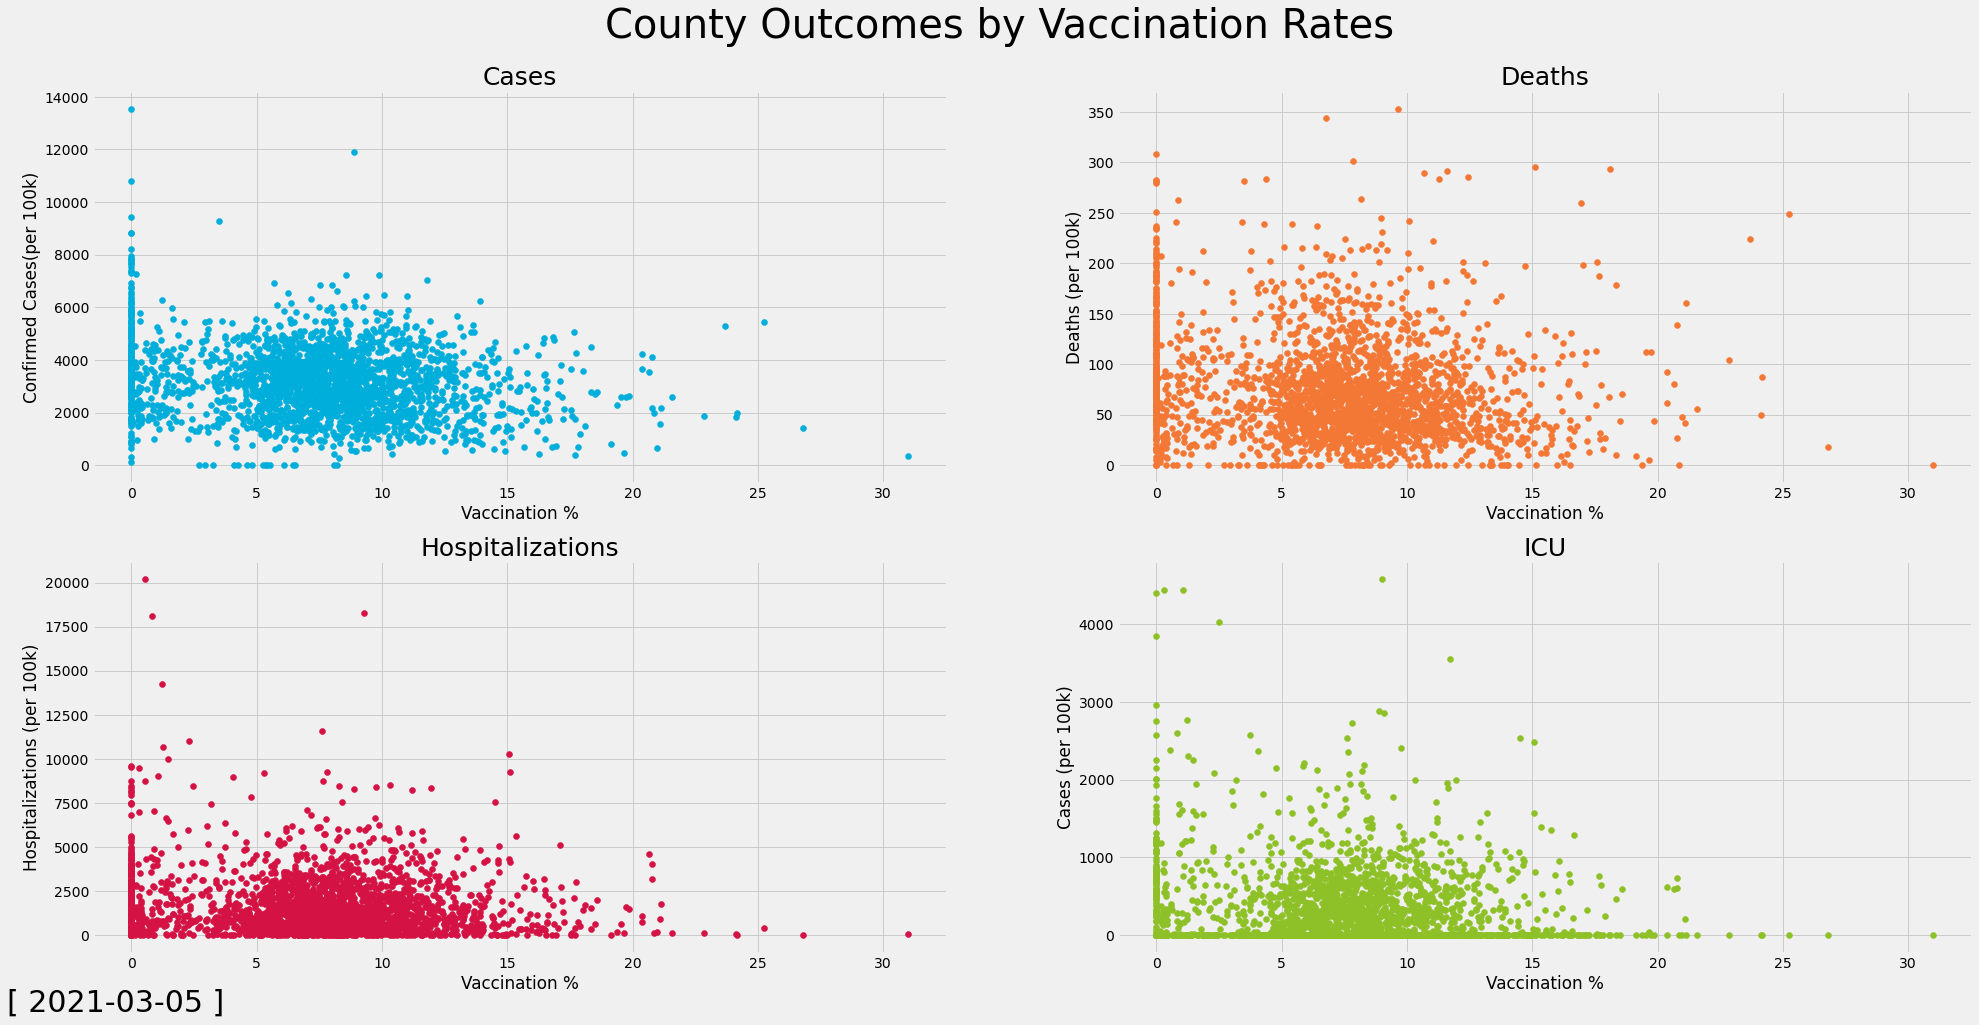 County Outcomes by Vaccination Rates
Cases
Confirmed Cases(per 100k)
14000
12000
10000
8000
6000
4000
2000
0
0 5 10 15 20 25 30
Vaccination %
Deaths
Deaths (per 100k)
350
300
250
200
150
100
50
0
0 5 10 15 20 25 30
Vaccination %
Hospitalizations
Hospitalizations (per 100k)
20000
17500
15000
12500
10000
7500
5000
2500
0
0 5 10 15 20 25 30
Vaccination %
ICU
Cases (per 100k)
4000
3000
2000
1000
0
0 5 10 15 20 25 30
Vaccination %
[ 2021-03-05 ]